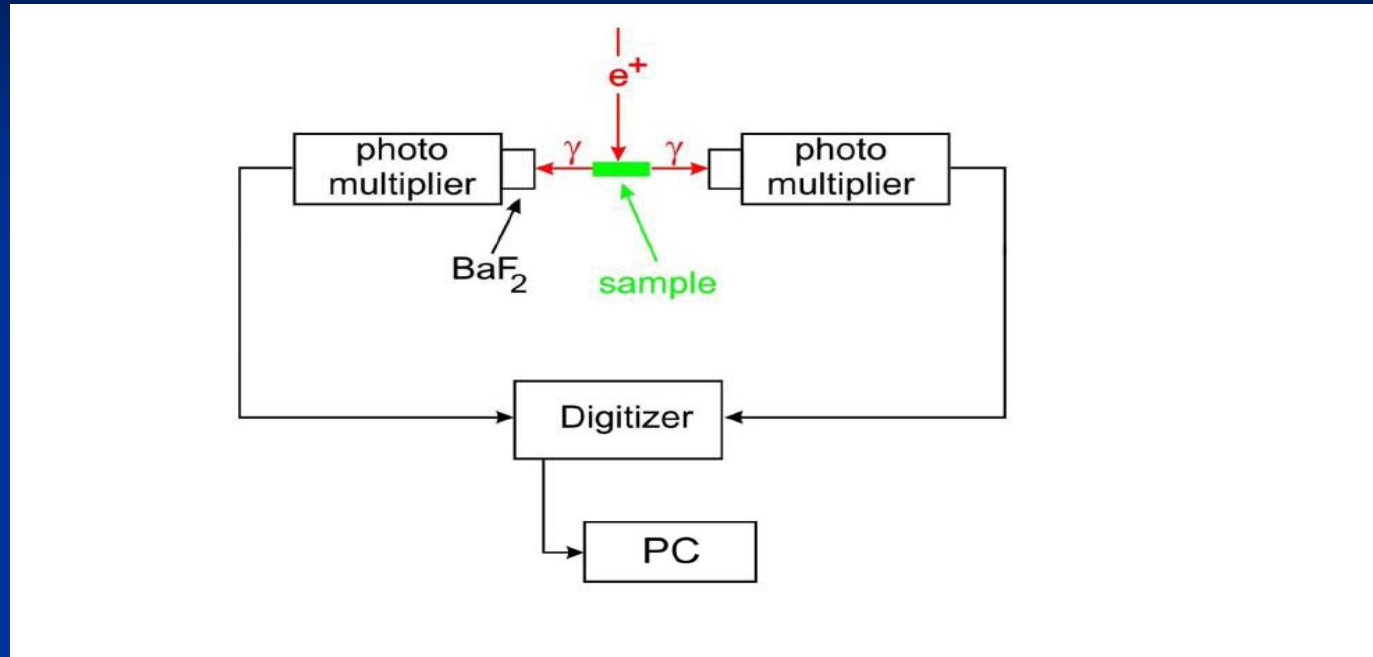 e⁺
photo
multiplier
γ
γ
photo
multiplier
BaF₂
sample
Digitizer
PC